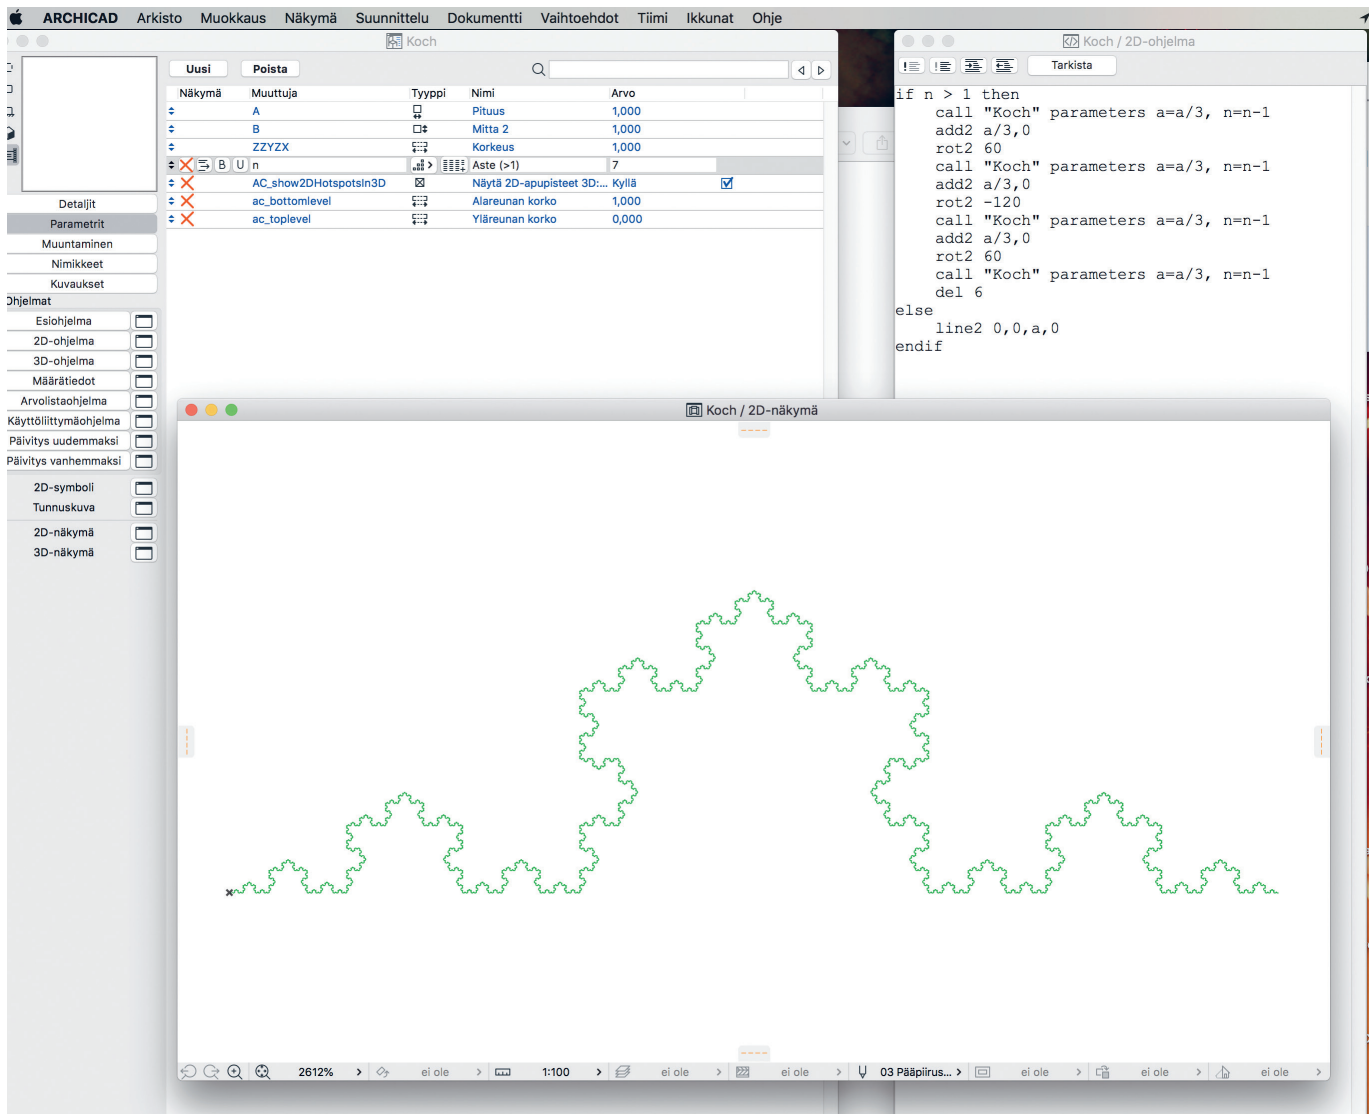 ARCHICAD Arkisto Muokkaus Näkymä Suunnittelu Dokumentti Vaihtoehdot Tiimi Ikkunat Ohje
Koch
Uusi Poista
Näkymä Muuttuja Tyyppi Nimi Arvo
A Pituus 1,000
B Mitta 2 1,000
ZZYZX Korkeus 1,000
B U n Aste (>1) 7
AC_show2DHotspotsIn3D Näytä 2D-apupisteet 3D:... Kyllä
ac_bottomlevel Alareunan korko 1,000
ac_toplevel Yläreunan korko 0,000
Detaljit
Parametrit
Muuntaminen
Nimikkeet
Kuvaukset
Ohjelmat
Esiohjelma
2D-ohjelma
3D-ohjelma
Määrätiedot
Arvolistaohjelma
Käyttöliittymäohjelma
Päivitys uudemmaksi
Päivitys vanhemmaksi
2D-symboli
Tunnuskuva
2D-näkymä
3D-näkymä
Koch / 2D-ohjelma
Tarkista
if n > 1 then
call "Koch" parameters a=a/3, n=n-1
add2 a/3,0
rot2 60
call "Koch" parameters a=a/3, n=n-1
add2 a/3,0
rot2 -120
call "Koch" parameters a=a/3, n=n-1
add2 a/3,0
rot2 60
call "Koch" parameters a=a/3, n=n-1
del 6
else
line2 0,0,a,0
endif
Koch / 2D-näkymä
2612% ei ole 1:100 ei ole ei ole 03 Pääpiirus... ei ole ei ole ei ole